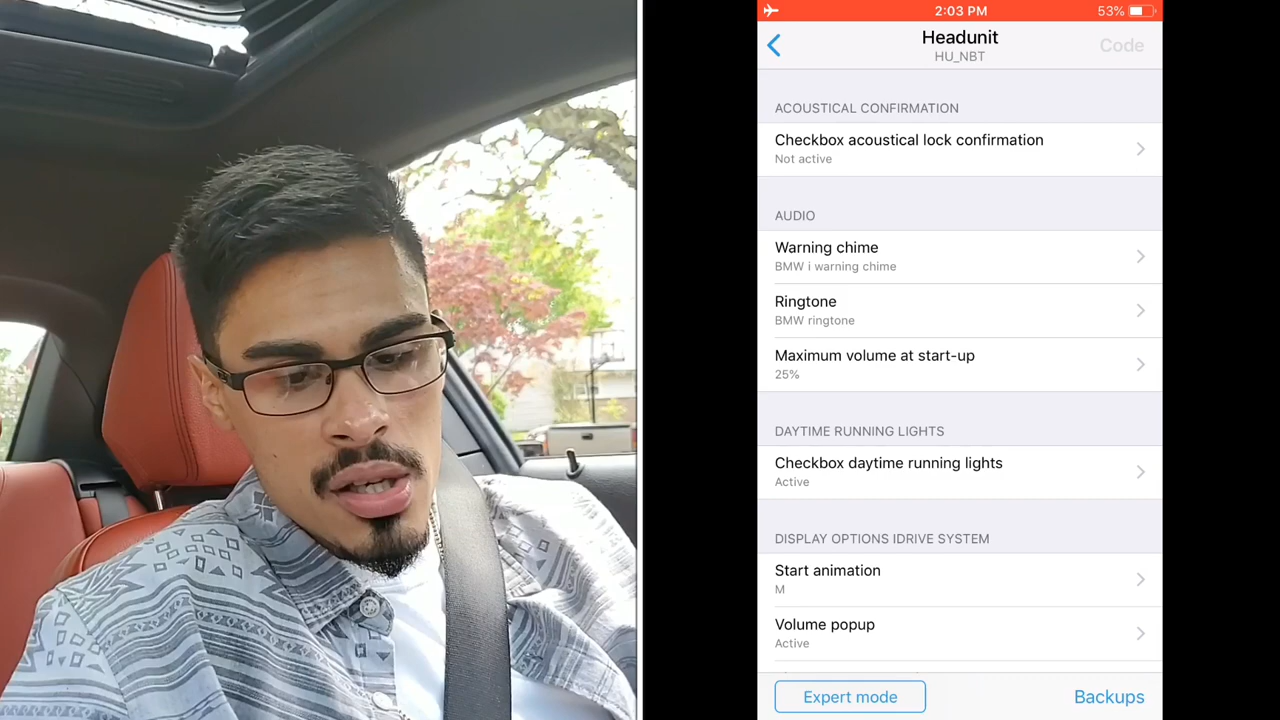 2:03 PM
53%
Headunit
HU_NBT
Code
ACOUSTICAL CONFIRMATION
Checkbox acoustical lock confirmation
Not active
AUDIO
Warning chime
BMW i warning chime
Ringtone
BMW ringtone
Maximum volume at start-up
25%
DAYTIME RUNNING LIGHTS
Checkbox daytime running lights
Active
DISPLAY OPTIONS IDRIVE SYSTEM
Start animation
M
Volume popup
Active
Expert mode
Backups